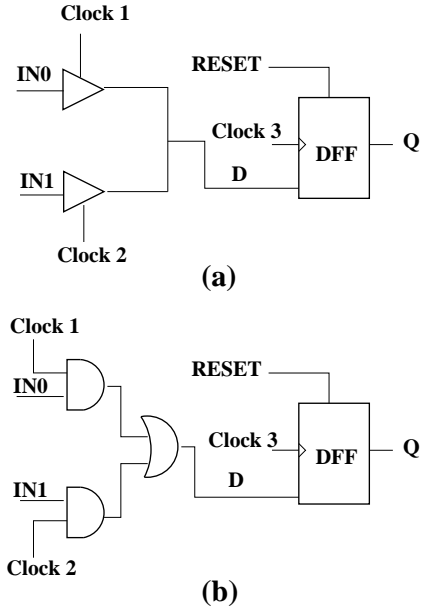 Clock 1
IN0
RESET
Clock 3
DFF
Q
IN1
D
Clock 2
(a)
Clock 1
IN0
RESET
Clock 3
DFF
Q
IN1
D
Clock 2
(b)